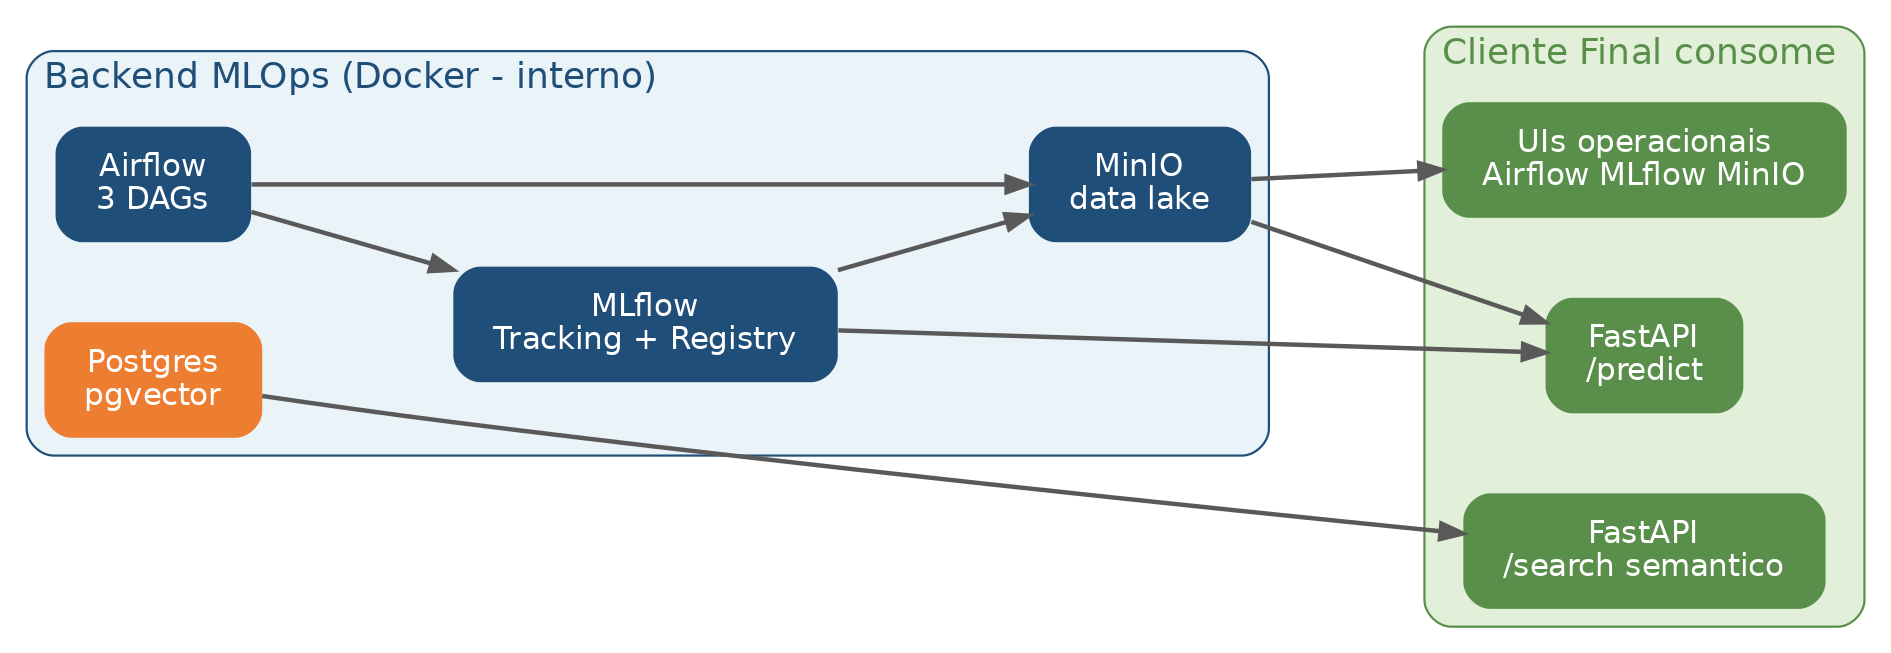 Backend MLOps (Docker - interno)
Airflow
3 DAGs
MinIO
data lake
MLflow
Tracking + Registry
Postgres
pgvector
Cliente Final consome
UIs operacionais
Airflow MLflow MinIO
FastAPI
/predict
FastAPI
/search semantico